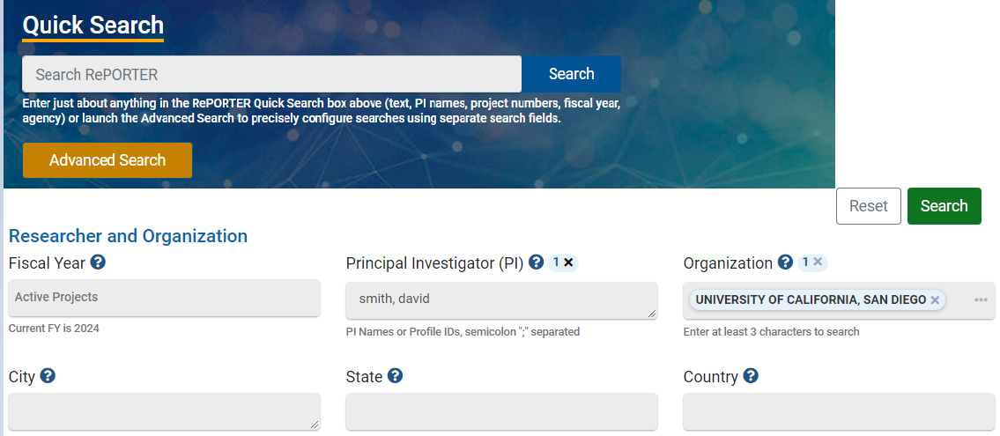 Quick Search
Search RePORTER
Search
Enter just about anything in the RePORTER Quick Search box above (text, PI names, project numbers, fiscal year,
agency) or launch the Advanced Search to precisely configure searches using separate search fields.
Advanced Search
Reset
Search
Researcher and Organization
Fiscal Year ?
Principal Investigator (PI) ? 1 ×
Organization ? 1 ×
Active Projects
smith, david
UNIVERSITY OF CALIFORNIA, SAN DIEGO ×
Current FY is 2024
PI Names or Profile IDs, semicolon ";" separated
Enter at least 3 characters to search
City ?
State ?
Country ?